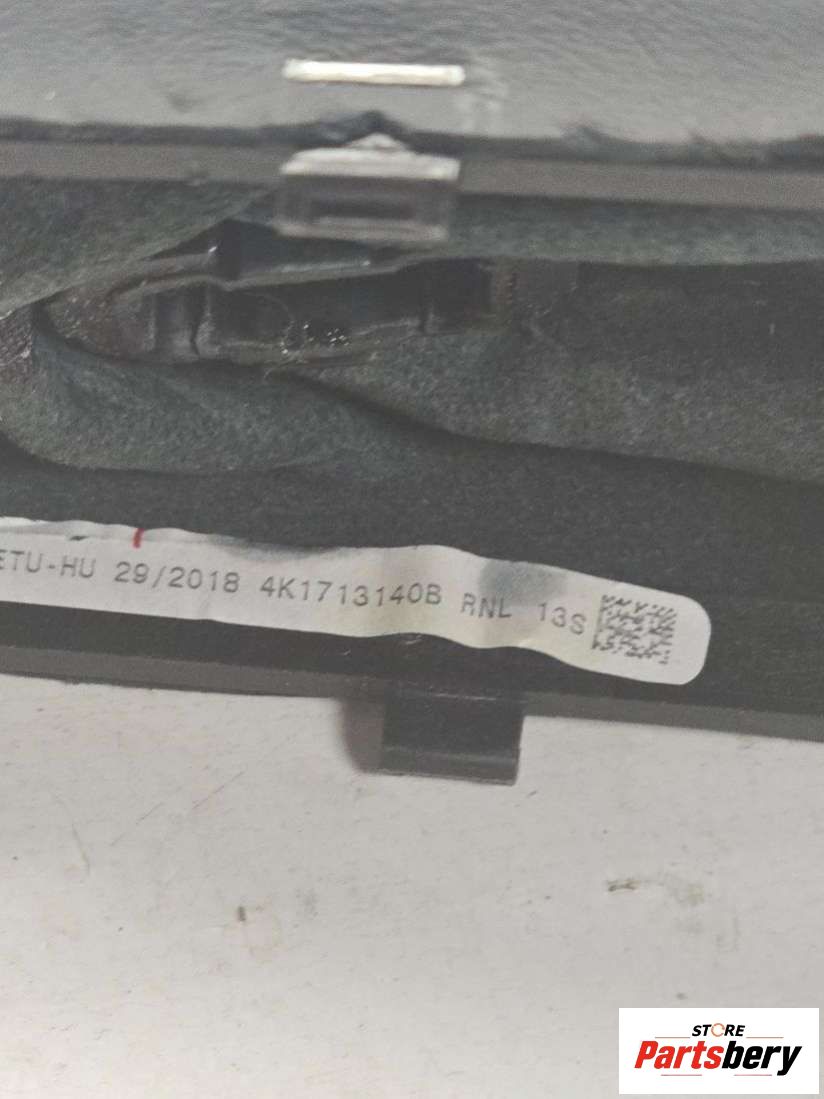 ETU-HU 29/2018 4K1713140B RNL 13S
STORE
Partsbery